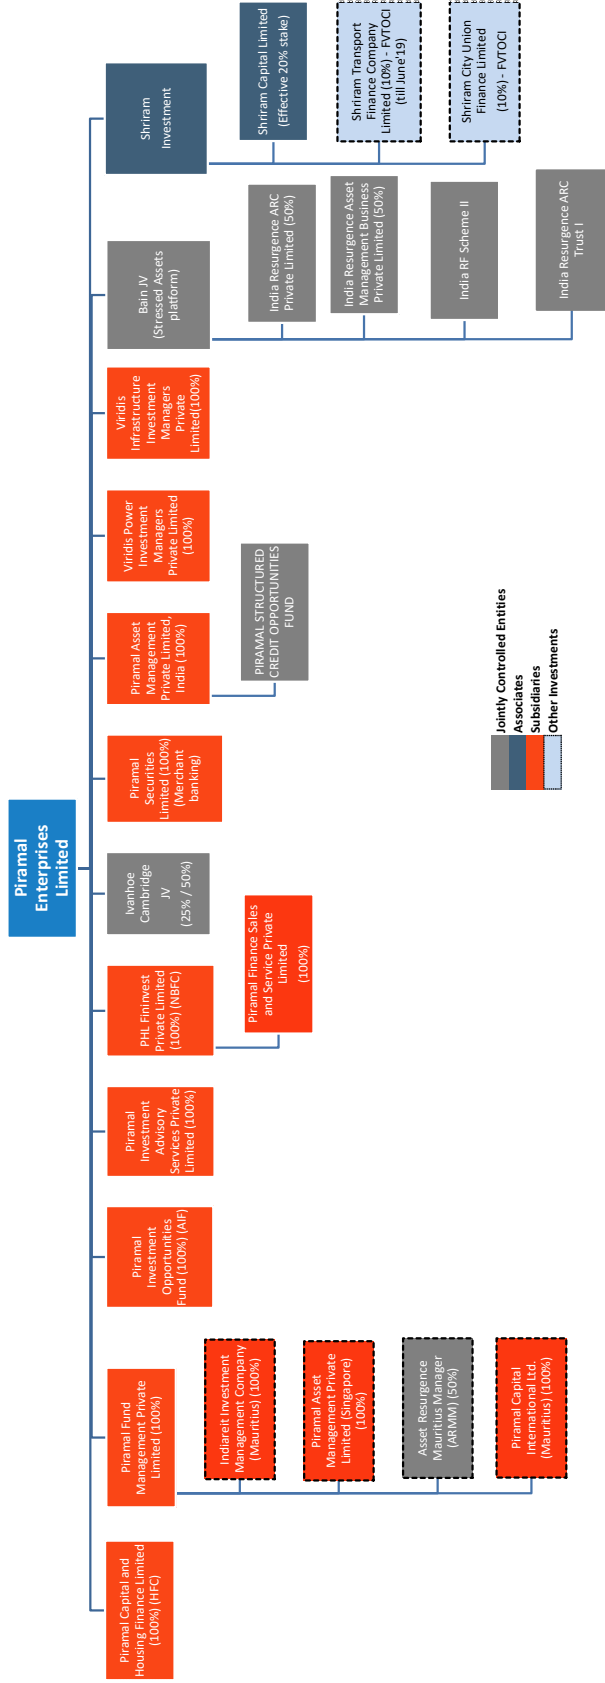 Piramal
Enterprises
Limited
Piramal Capital and
Housing Finance Limited
(100%) (HFC)
Piramal Fund
Management Private
Limited (100%)
Indiareit Investment
Management Company
(Mauritius) (100%)
Piramal Asset
Management Private
Limited (Singapore)
(100%)
Asset Resurgence
Mauritius Manager
(ARMM) (50%)
Piramal Capital
International Ltd.
(Mauritius) (100%)
Piramal
Investment
Opportunities
Fund (100%) (AIF)
Piramal
Investment
Advisory
Services Private
Limited (100%)
PHL Fininvest
Private Limited
(100%) (NBFC)
Piramal Finance Sales
and Service Private
Limited
(100%)
Ivanhoe
Cambridge
JV
(25% / 50%)
Piramal
Securities
Limited (100%)
(Merchant
banking)
Piramal Asset
Management
Private Limited,
India (100%)
PIRAMAL STRUCTURED
CREDIT OPPORTUNITIES
FUND
Viridis Power
Investment
Managers
Private Limited
(100%)
Viridis
Infrastructure
Investment
Managers
Private
Limited(100%)
Bain JV
(Stressed Assets
platform)
India Resurgence ARC
Private Limited (50%)
India Resurgence Asset
Management Business
Private Limited (50%)
India RF Scheme II
India Resurgence ARC
Trust I
Shriram
Investment
Shriram Capital Limited
(Effective 20% stake)
Shriram Transport
Finance Company
Limited (10%) - FVTOCI
(till June'19)
Shriram City Union
Finance Limited
(10%) - FVTOCI
Jointly Controlled Entities
Associates
Subsidiaries
Other Investments